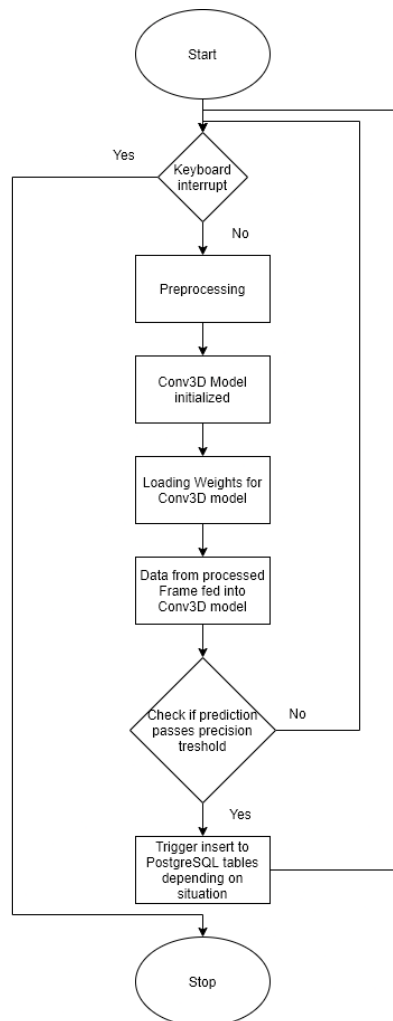 Start
Yes
Keyboard
interrupt
No
Preprocessing
Conv3D Model
initialized
Loading Weights for
Conv3D model
Data from processed
Frame fed into
Conv3D model
Check if prediction
passes precision
treshold
No
Yes
Trigger insert to
PostgreSQL tables
depending on
situation
Stop